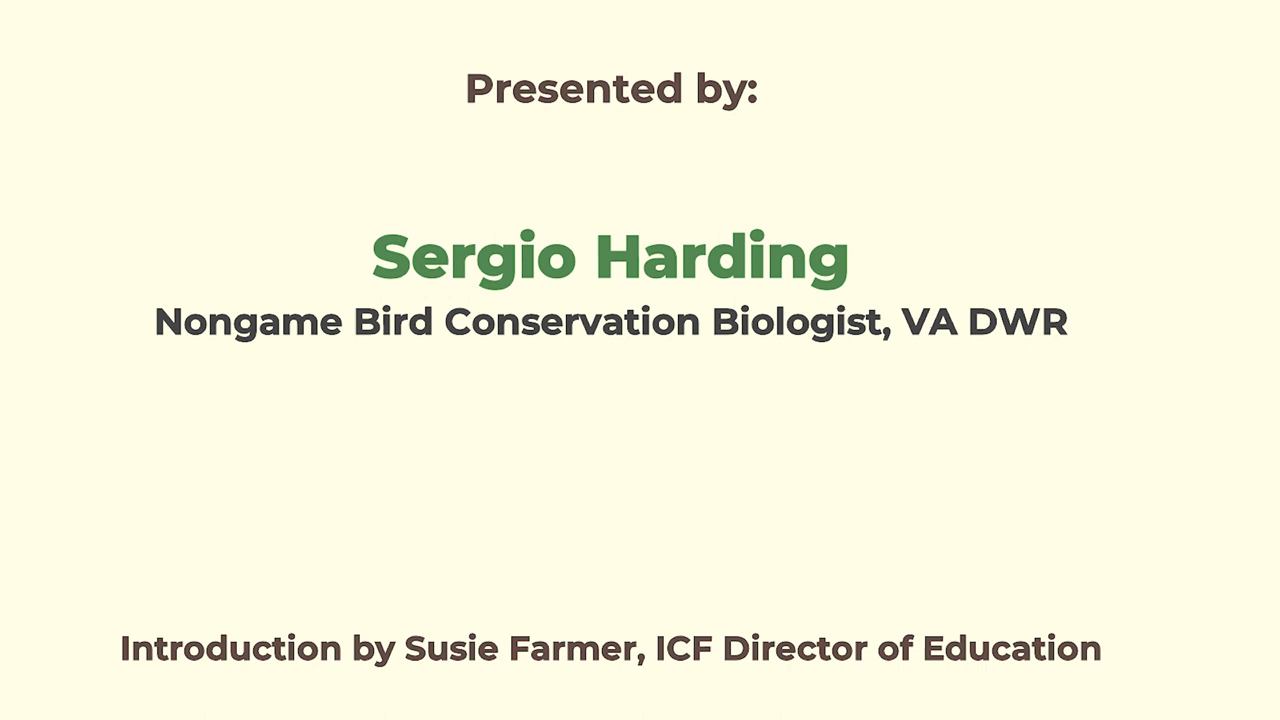 Presented by:
Sergio Harding
Nongame Bird Conservation Biologist, VA DWR
Introduction by Susie Farmer, ICF Director of Education